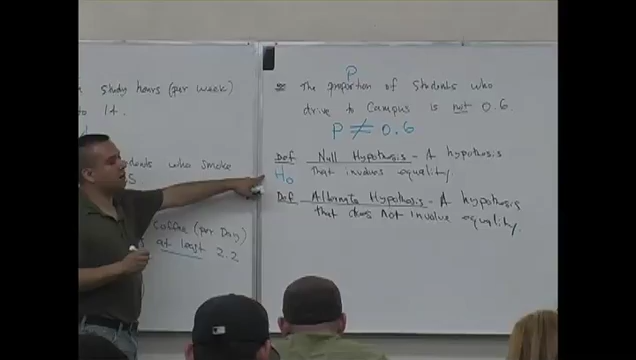 study hours (per week)
to 14.
who smoke
Coffee (per Day)
at least 2.2
P
The proportion of students who
drive to Campus is not 0.6
P ≠ 0.6
Def Null Hypothesis - A hypothesis
that involves equality
H0
Def Alternate Hypothesis - A hypothesis
that does Not involve equality.